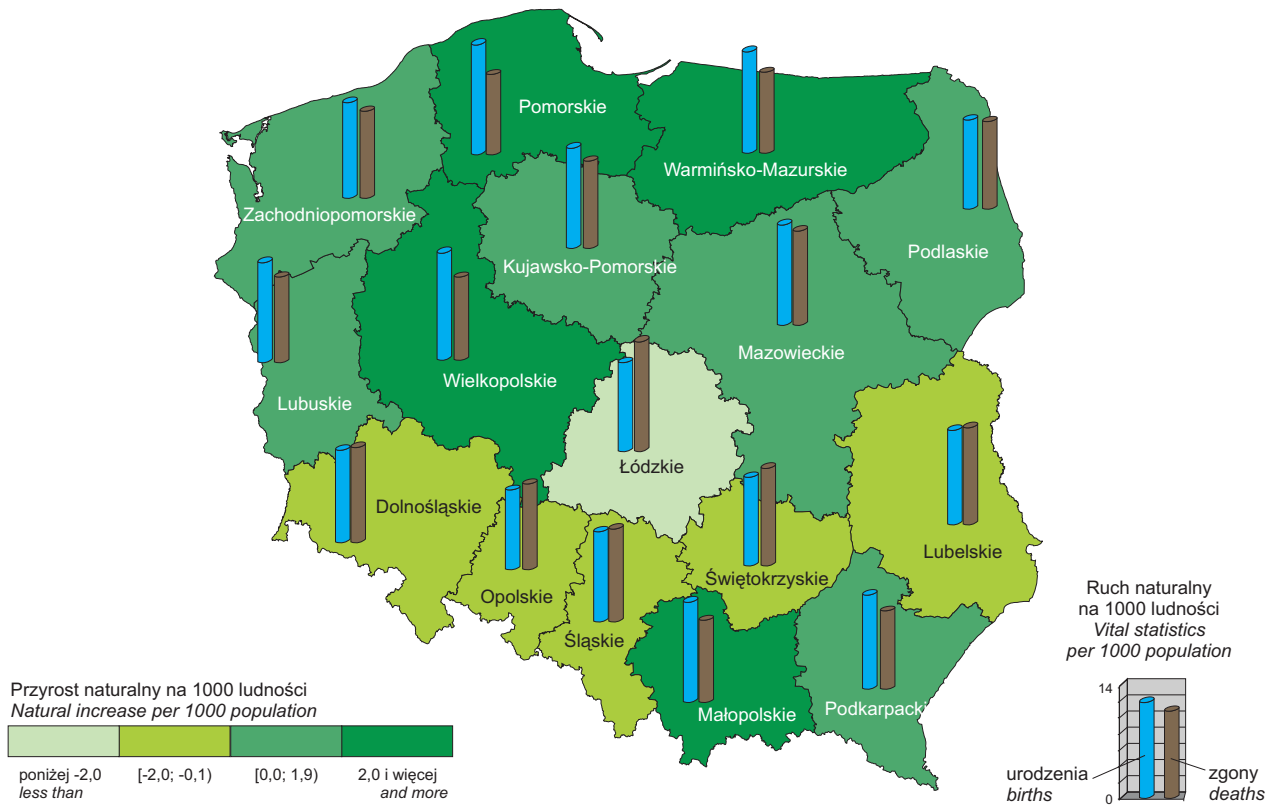 Pomorskie
Warmińsko-Mazurskie
Zachodniopomorskie
Podlaskie
Kujawsko-Pomorskie
Mazowieckie
Wielkopolskie
Lubuskie
Łódzkie
Dolnośląskie
Lubelskie
Świętokrzyskie
Opolskie
Śląskie
Małopolskie
Podkarpacki
Przyrost naturalny na 1000 ludności
Natural increase per 1000 population
poniżej -2,0
less than
[-2,0; -0,1)
[0,0; 1,9)
2,0 i więcej
and more
Ruch naturalny
na 1000 ludności
Vital statistics
per 1000 population
14
0
urodzenia
births
zgony
deaths